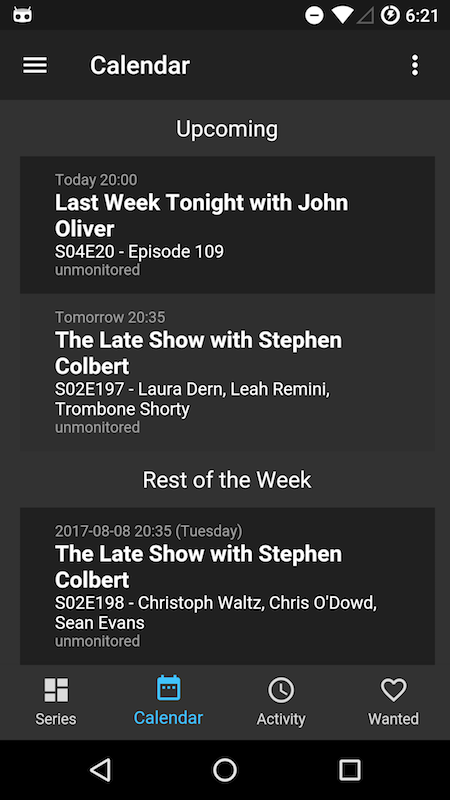 6:21
Calendar
Upcoming
Today 20:00
Last Week Tonight with John
Oliver
S04E20 - Episode 109
unmonitored
Tomorrow 20:35
The Late Show with Stephen
Colbert
S02E197 - Laura Dern, Leah Remini,
Trombone Shorty
unmonitored
Rest of the Week
2017-08-08 20:35 (Tuesday)
The Late Show with Stephen
Colbert
S02E198 - Christoph Waltz, Chris O'Dowd,
Sean Evans
unmonitored
Series
Calendar
Activity
Wanted